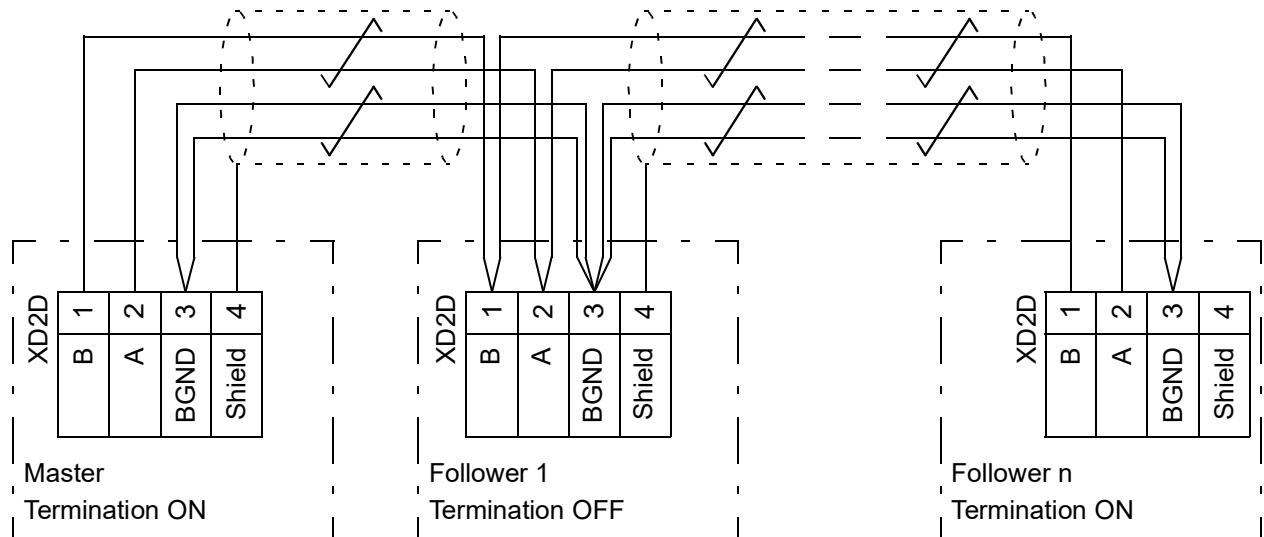 XD2D 1 2 3 4
B A BGND Shield
Master
Termination ON
XD2D 1 2 3 4
B A BGND Shield
Follower 1
Termination OFF
XD2D 1 2 3 4
B A BGND Shield
Follower n
Termination ON